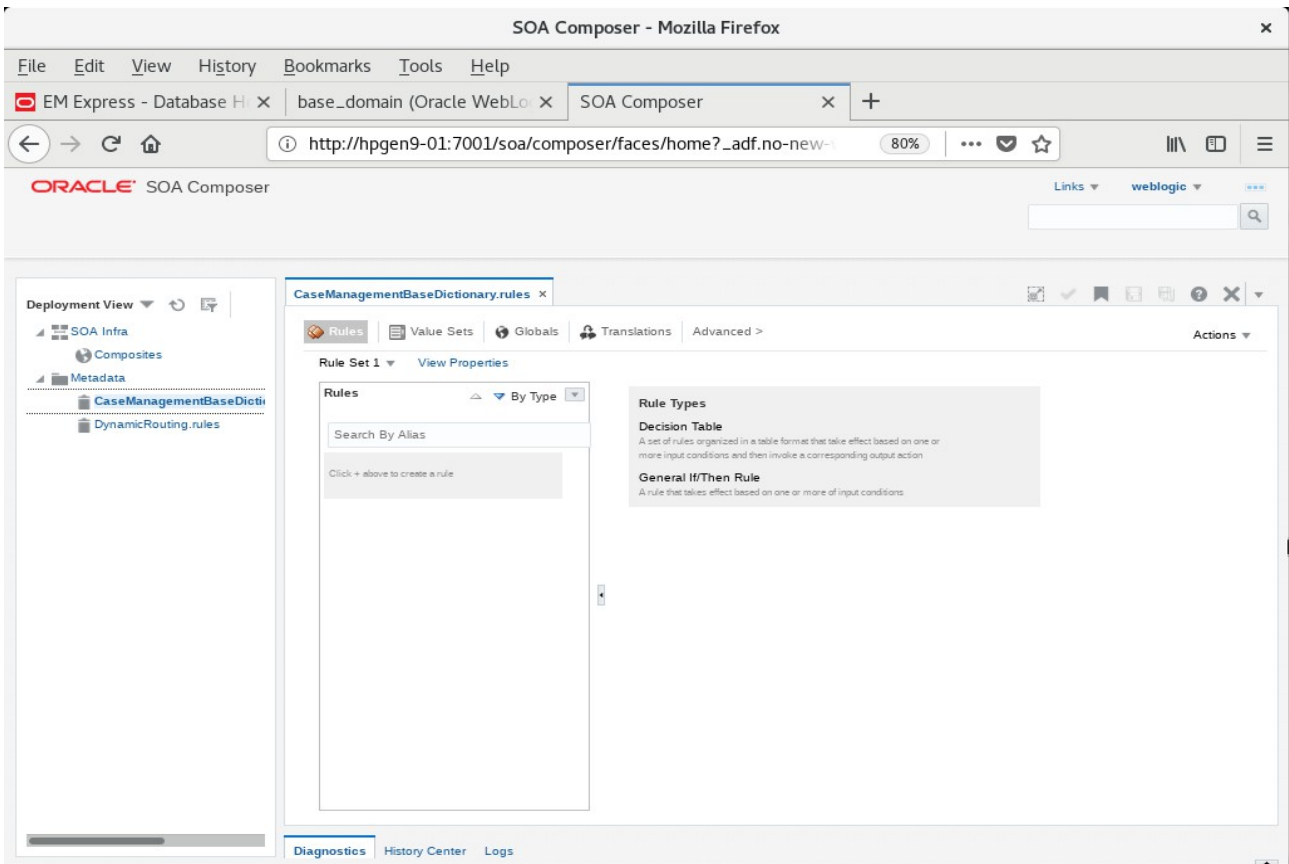 SOA Composer - Mozilla Firefox
File Edit View History Bookmarks Tools Help
EM Express - Database H
base_domain (Oracle WebLo
SOA Composer
http://hpgen9-01:7001/soa/composer/faces/home?_adf.no-new-
80%
ORACLE SOA Composer
Links
weblogic
Deployment View
SOA Infra
Composites
Metadata
CaseManagementBaseDicti
DynamicRouting.rules
CaseManagementBaseDictionary.rules
Rules
Value Sets
Globals
Translations
Advanced >
Actions
Rule Set 1
View Properties
Rules
By Type
Search By Alias
Click + above to create a rule
Rule Types
Decision Table
A set of rules organized in a table format that take effect based on one or
more input conditions and then invoke a corresponding output action
General If/Then Rule
A rule that takes effect based on one or more of input conditions
Diagnostics
History Center
Logs